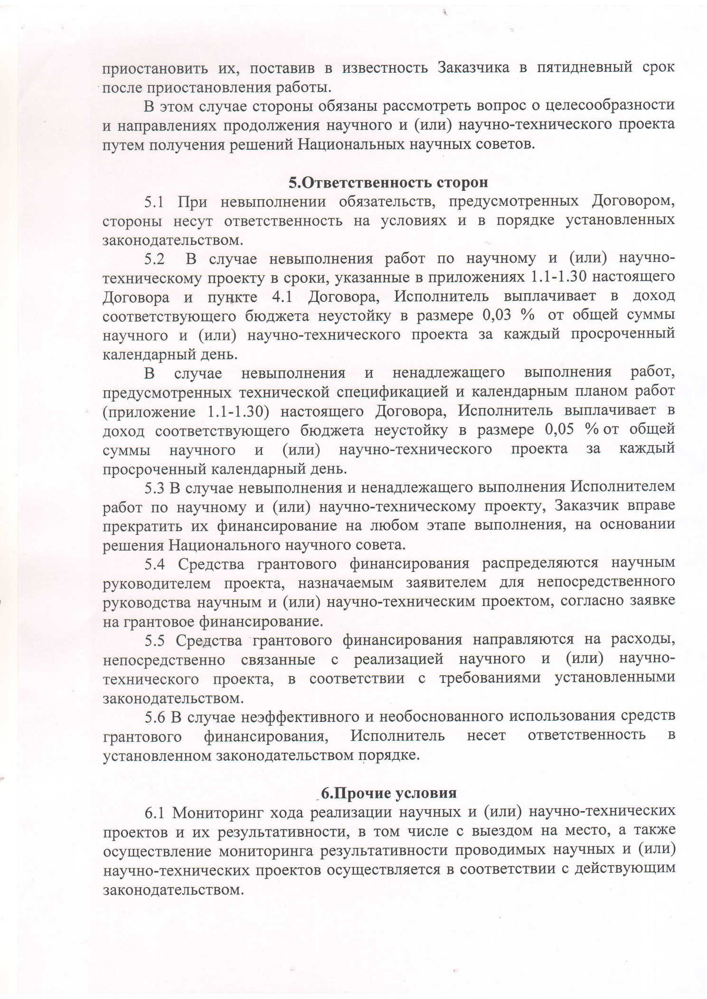 приостановить их, поставив в известность Заказчика в пятидневный срок
после приостановления работы.
В этом случае стороны обязаны рассмотреть вопрос о целесообразности
и направлениях продолжения научного и (или) научно-технического проекта
путем получения решений Национальных научных советов.
5.Ответственность сторон
5.1 При невыполнении обязательств, предусмотренных Договором,
стороны несут ответственность на условиях и в порядке установленных
законодательством.
5.2 В случае невыполнения работ по научному и (или) научно-
техническому проекту в сроки, указанные в приложениях 1.1-1.30 настоящего
Договора и пункте 4.1 Договора, Исполнитель выплачивает в доход
соответствующего бюджета неустойку в размере 0,03 % от общей суммы
научного и (или) научно-технического проекта за каждый просроченный
календарный день.
В случае невыполнения и ненадлежащего выполнения работ,
предусмотренных технической спецификацией и календарным планом работ
(приложение 1.1-1.30) настоящего Договора, Исполнитель выплачивает в
доход соответствующего бюджета неустойку в размере 0,05 % от общей
суммы научного и (или) научно-технического проекта за каждый
просроченный календарный день.
5.3 В случае невыполнения и ненадлежащего выполнения Исполнителем
работ по научному и (или) научно-техническому проекту, Заказчик вправе
прекратить их финансирование на любом этапе выполнения, на основании
решения Национального научного совета.
5.4 Средства грантового финансирования распределяются научным
руководителем проекта, назначаемым заявителем для непосредственного
руководства научным и (или) научно-техническим проектом, согласно заявке
на грантовое финансирование.
5.5 Средства грантового финансирования направляются на расходы,
непосредственно связанные с реализацией научного и (или) научно-
технического проекта, в соответствии с требованиями установленными
законодательством.
5.6 В случае неэффективного и необоснованного использования средств
грантового финансирования, Исполнитель несет ответственность в
установленном законодательством порядке.
6.Прочие условия
6.1 Мониторинг хода реализации научных и (или) научно-технических
проектов и их результативности, в том числе с выездом на место, а также
осуществление мониторинга результативности проводимых научных и (или)
научно-технических проектов осуществляется в соответствии с действующим
законодательством.